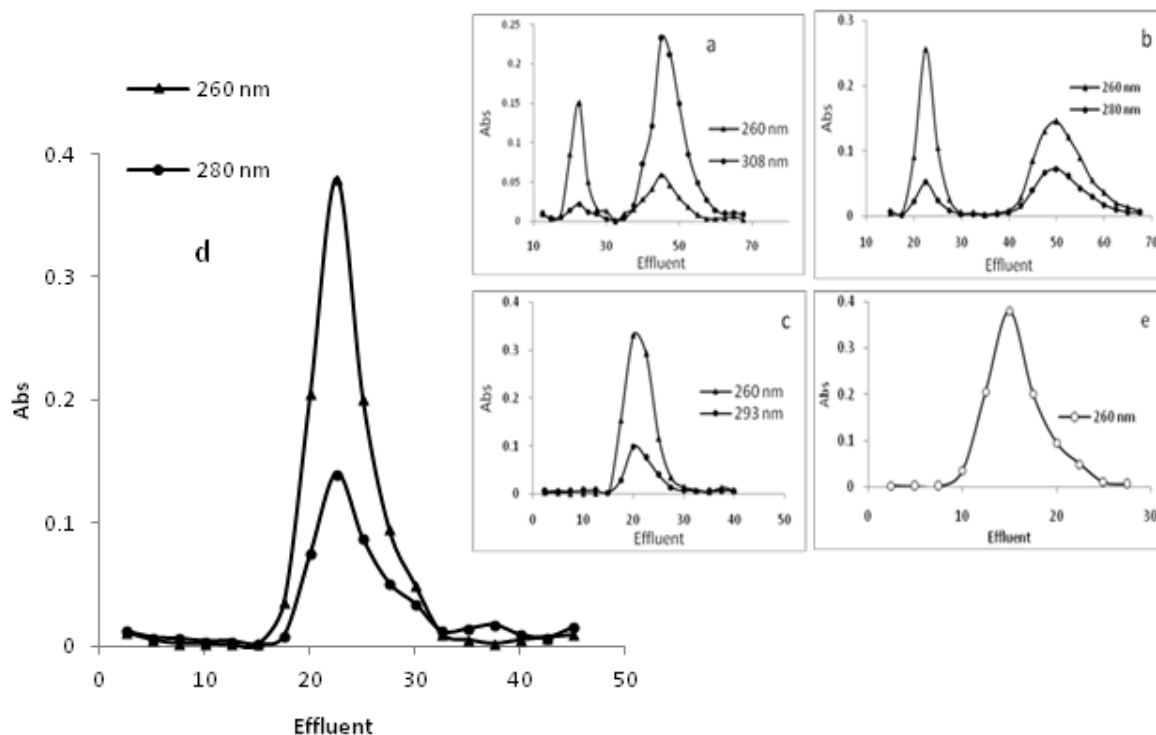 260 nm
280 nm
0.4
0.3
0.2
0.1
0
Abs
d
0 10 20 30 40 50
Effluent
a
0.25
0.2
0.15
0.1
0.05
0
Abs
260 nm
308 nm
10 30 50 70
Effluent
b
0.3
0.2
0.1
0
Abs
260 nm
280 nm
10 20 30 40 50 60 70
Effluent
c
0.4
0.3
0.2
0.1
0
Abs
260 nm
293 nm
0 10 20 30 40 50
Effluent
e
0.4
0.3
0.2
0.1
0
Abs
260 nm
0 10 20 30
Effluent